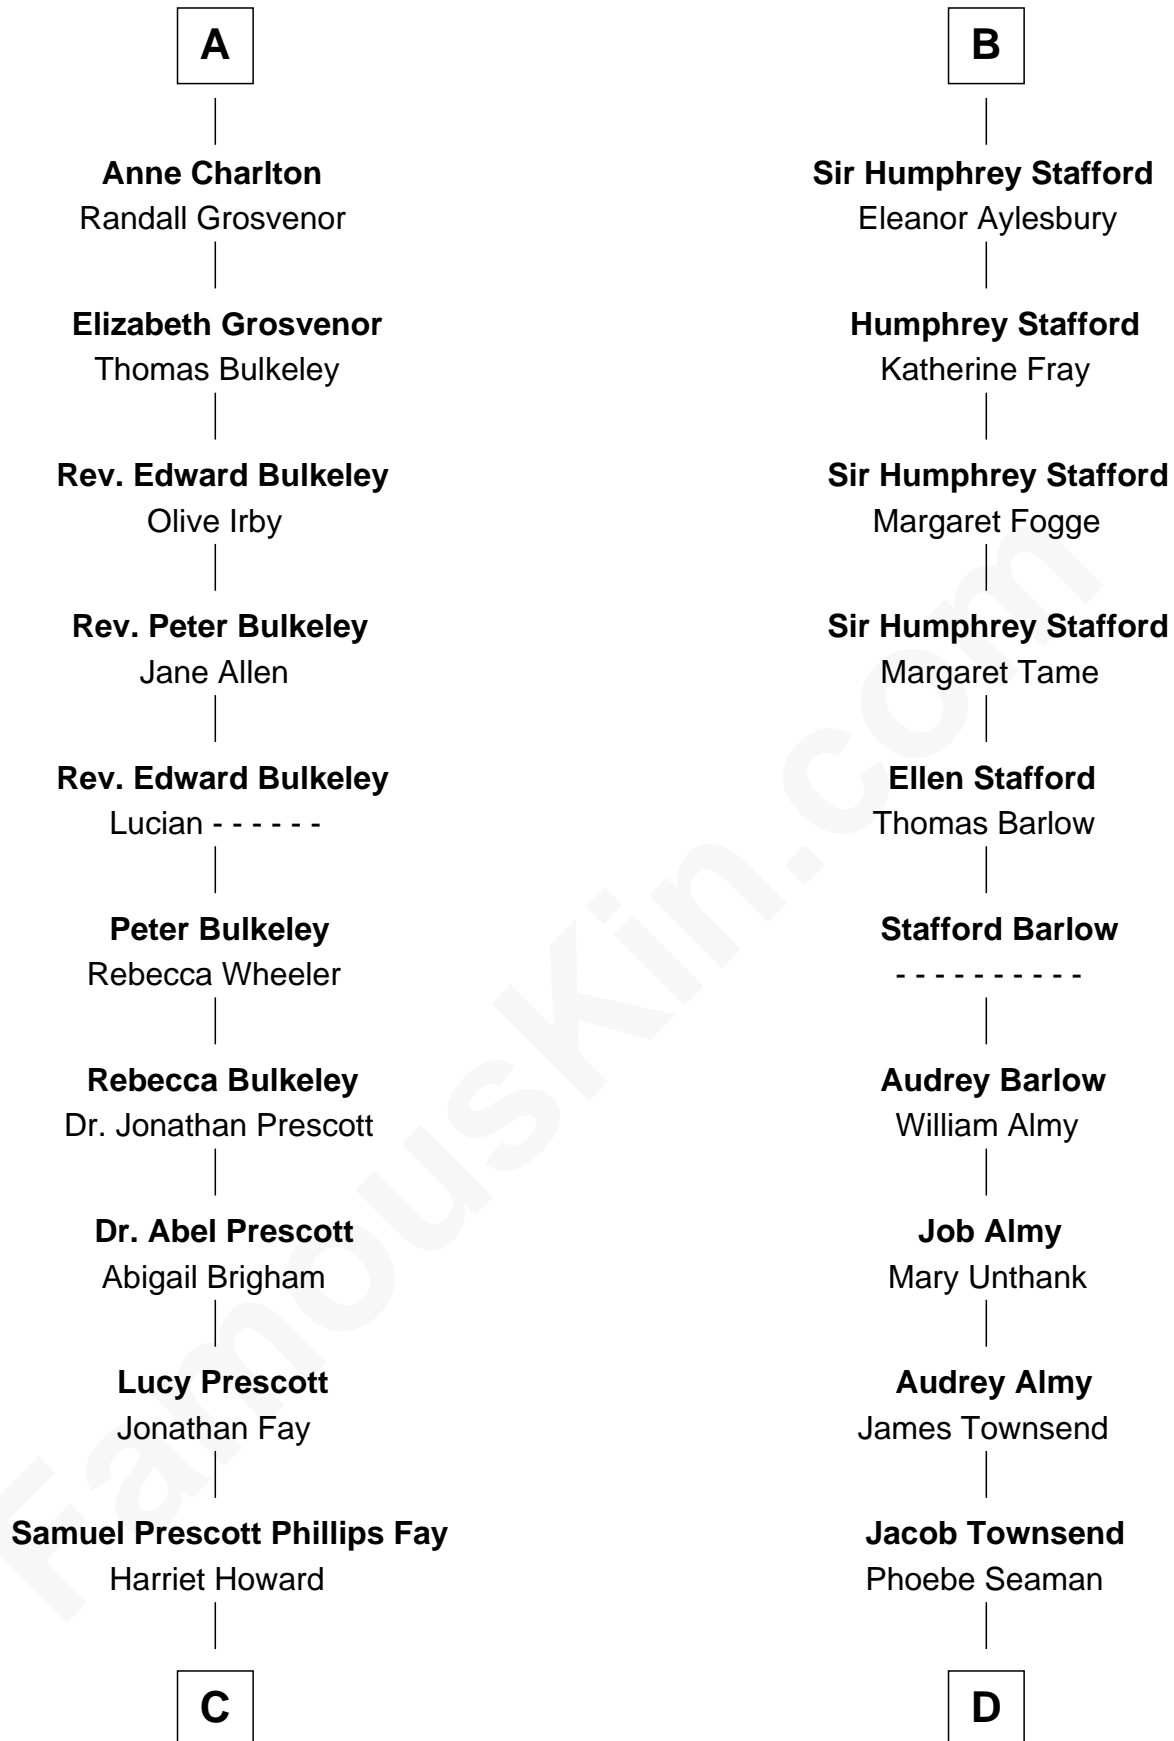 A
Anne Charlton
Randall Grosvenor
Elizabeth Grosvenor
Thomas Bulkeley
Rev. Edward Bulkeley
Olive Irby
Rev. Peter Bulkeley
Jane Allen
Rev. Edward Bulkeley
Lucian - - - - - -
Peter Bulkeley
Rebecca Wheeler
Rebecca Bulkeley
Dr. Jonathan Prescott
Dr. Abel Prescott
Abigail Brigham
Lucy Prescott
Jonathan Fay
Samuel Prescott Phillips Fay
Harriet Howard
C
B
Sir Humphrey Stafford
Eleanor Aylesbury
Humphrey Stafford
Katherine Fray
Sir Humphrey Stafford
Margaret Fogge
Sir Humphrey Stafford
Margaret Tame
Ellen Stafford
Thomas Barlow
Stafford Barlow
- - - - - - - - - -
Audrey Barlow
William Almy
Job Almy
Mary Unthank
Audrey Almy
James Townsend
Jacob Townsend
Phoebe Seaman
D
FamousKin.com